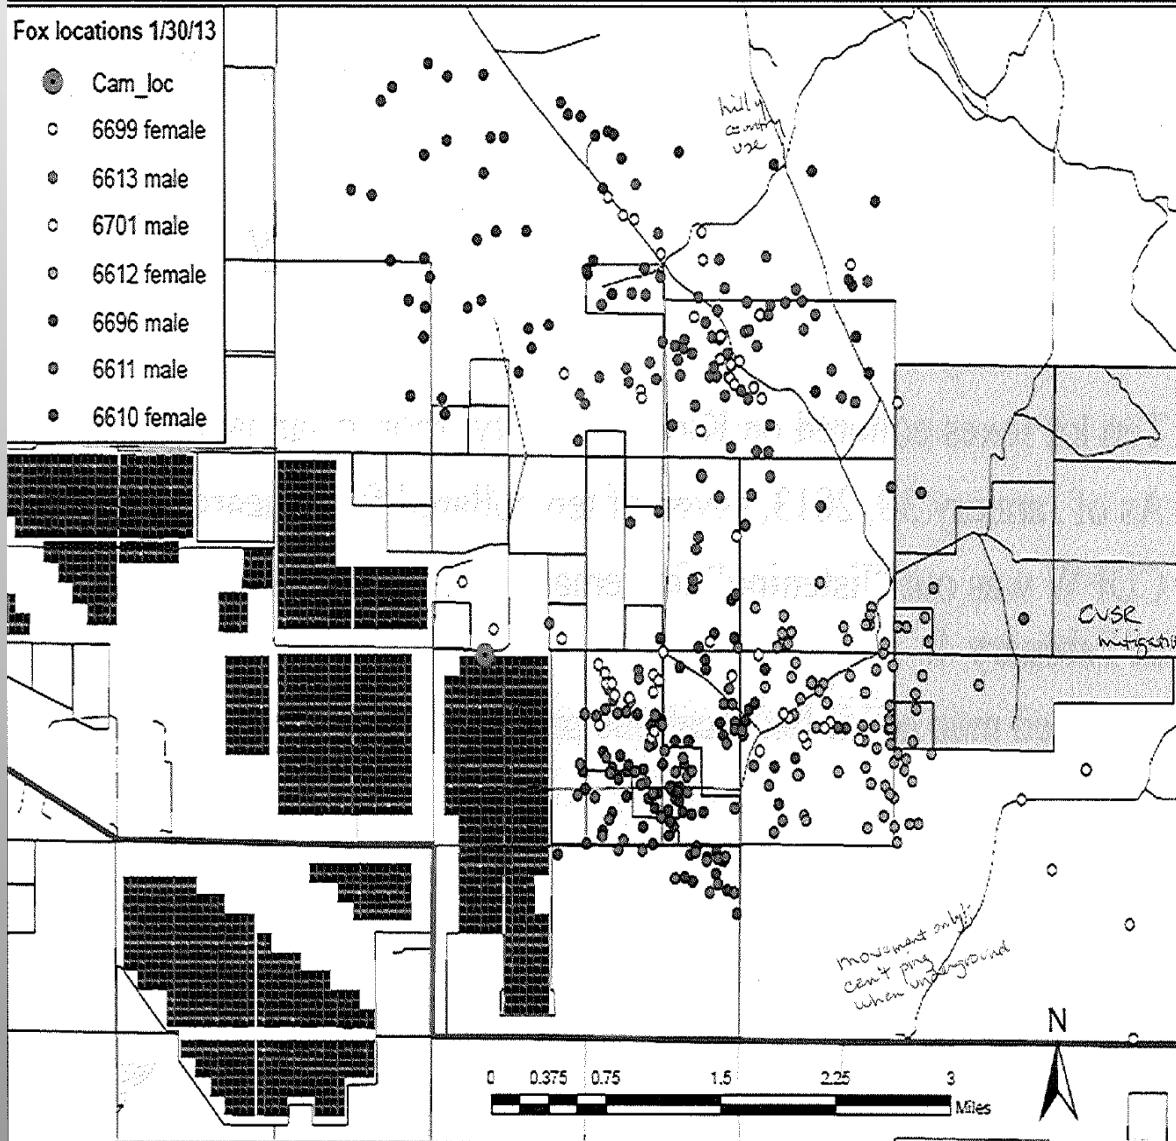 Fox locations 1/30/13
Cam_loc
6699 female
6613 male
6701 male
6612 female
6696 male
6611 male
6610 female
hilly
country
use
CVSR
movement only;
can't ping
when underground
N
0 0.375 0.75 1.5 2.25 3
Miles